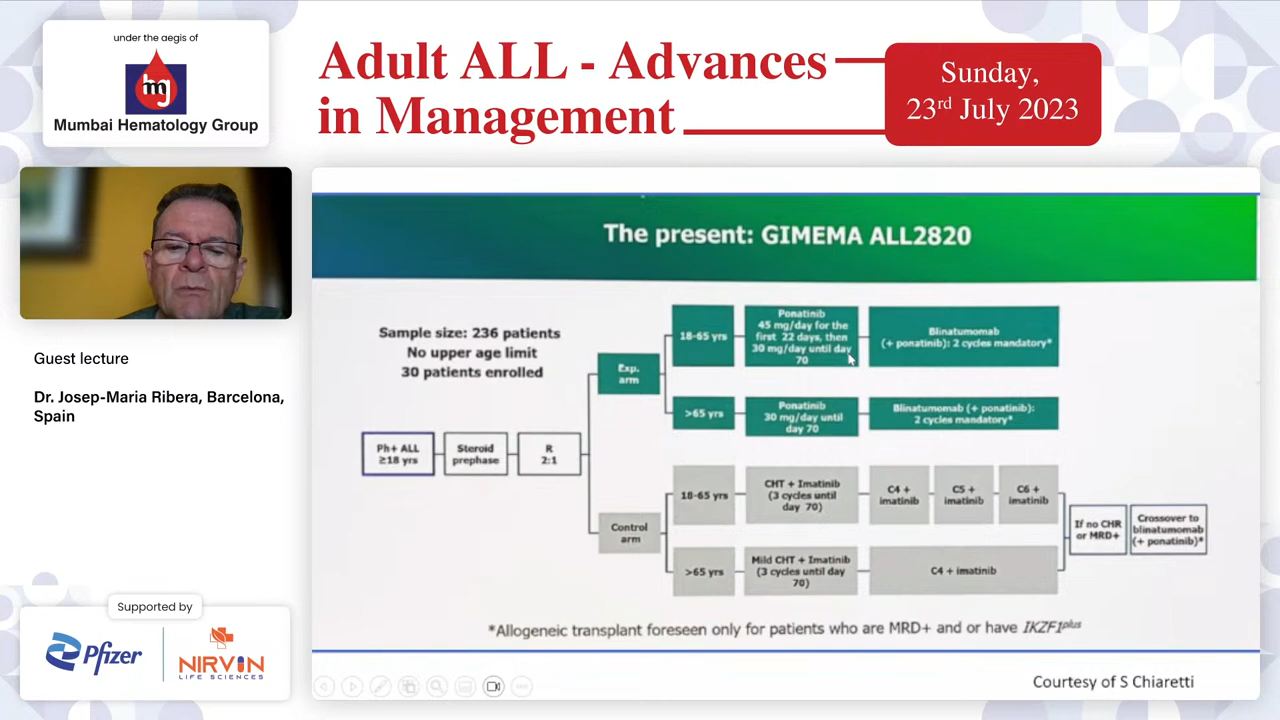 under the aegis of
mg
Mumbai Hematology Group
Adult ALL - Advances
in Management
Sunday,
23rd July 2023
Guest lecture
Dr. Josep-Maria Ribera, Barcelona,
Spain
Supported by
Pfizer
NIRVIN
LIFE SCIENCES
The present: GIMEMA ALL2820
Sample size: 236 patients
No upper age limit
30 patients enrolled
Ph+ ALL
≥18 yrs
Steroid
prephase
R
2:1
Exp.
arm
18-65 yrs
Ponatinib
45 mg/day for the
first 22 days, then
30 mg/day until day
70
Blinatumomab
(+ ponatinib): 2 cycles mandatory*
>65 yrs
Ponatinib
30 mg/day until
day 70
Blinatumomab (+ ponatinib):
2 cycles mandatory*
Control
arm
18-65 yrs
CHT + Imatinib
(3 cycles until
day 70)
C4 +
imatinib
C5 +
imatinib
C6 +
imatinib
>65 yrs
Mild CHT + Imatinib
(3 cycles until day
70)
C4 + imatinib
If no CHR
or MRD+
Crossover to
blinatumomab
(+ ponatinib)*
*Allogeneic transplant foreseen only for patients who are MRD+ and or have IKZF1plus
Courtesy of S Chiaretti